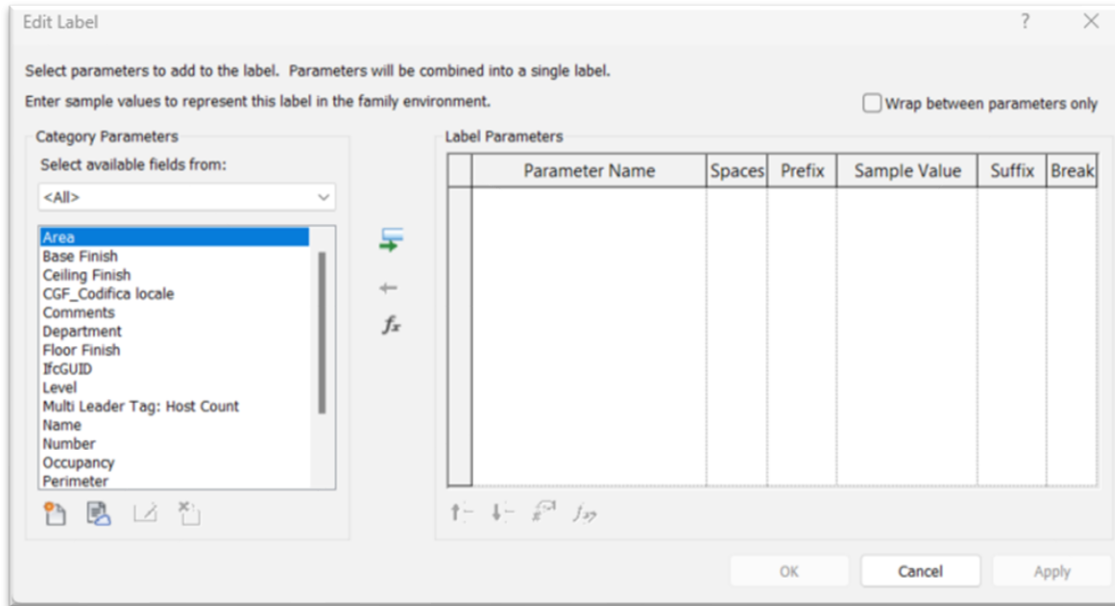 Edit Label
?
Select parameters to add to the label. Parameters will be combined into a single label.
Enter sample values to represent this label in the family environment.
Wrap between parameters only
Category Parameters
Select available fields from:
<All>
Area
Base Finish
Ceiling Finish
CGF_Codifica locale
Comments
Department
Floor Finish
IfcGUID
Level
Multi Leader Tag: Host Count
Name
Number
Occupancy
Perimeter
fx
Label Parameters
Parameter Name Spaces Prefix Sample Value Suffix Break
OK Cancel Apply